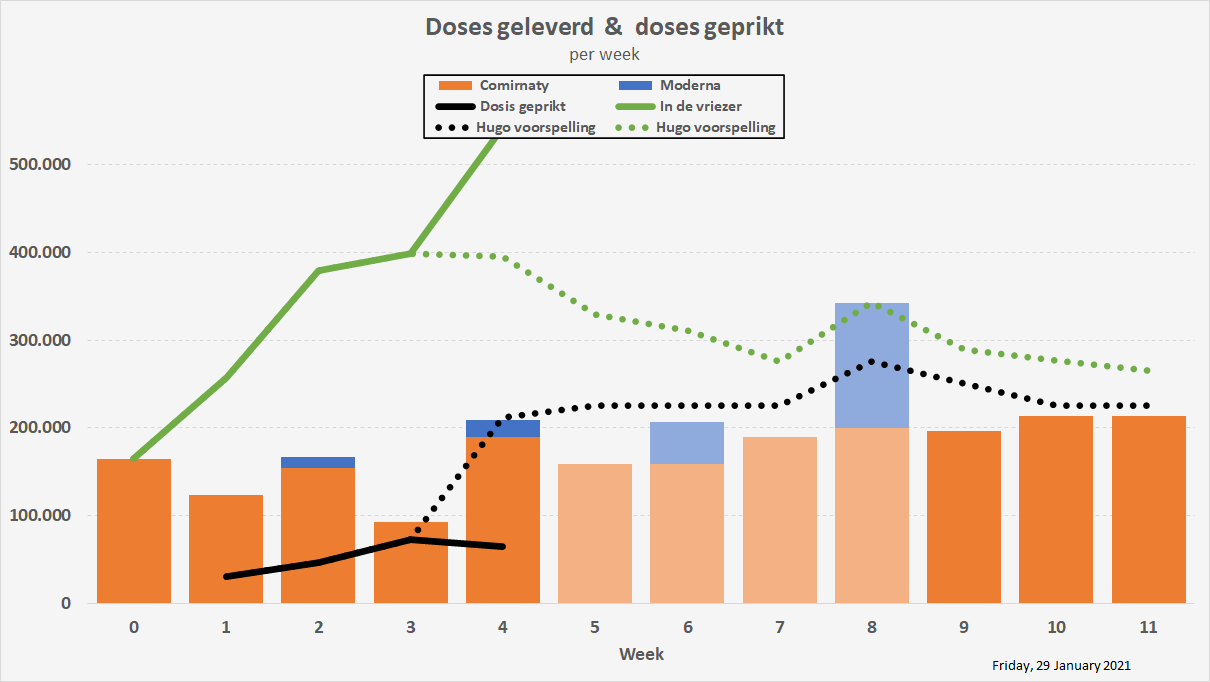 Doses geleverd & doses geprikt
per week
Comirnaty Moderna
Dosis geprikt In de vriezer
Hugo voorspelling Hugo voorspelling
500.000
400.000
300.000
200.000
100.000
0
0 1 2 3 4 5 6 7 8 9 10 11
Week
Friday, 29 January 2021